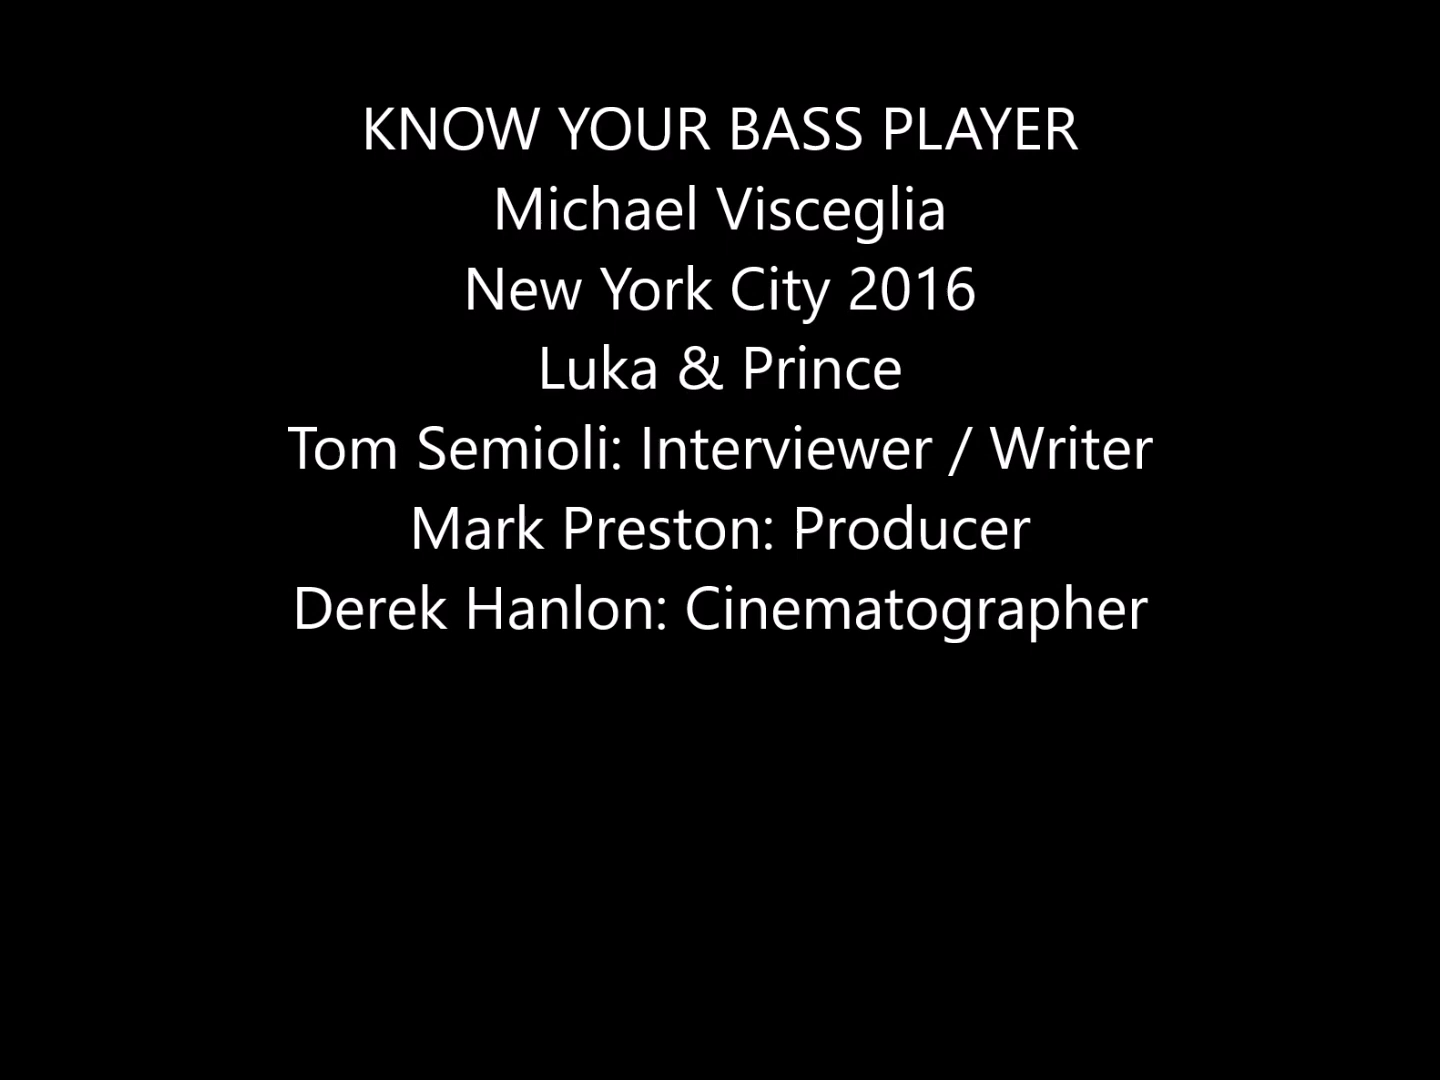 KNOW YOUR BASS PLAYER
Michael Visceglia
New York City 2016
Luka & Prince
Tom Semioli: Interviewer / Writer
Mark Preston: Producer
Derek Hanlon: Cinematographer